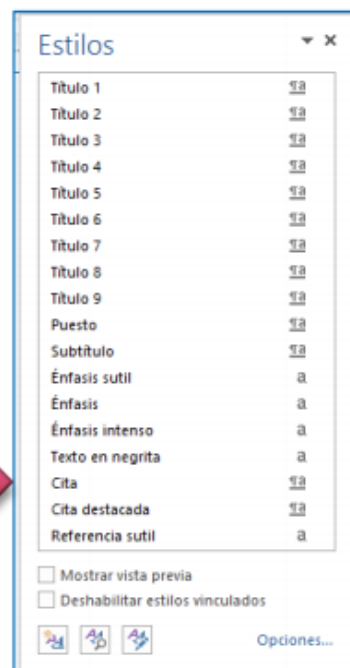 Estilos
Título 1 ¶a
Título 2 ¶a
Título 3 ¶a
Título 4 ¶a
Título 5 ¶a
Título 6 ¶a
Título 7 ¶a
Título 8 ¶a
Título 9 ¶a
Puesto ¶a
Subtítulo ¶a
Énfasis sutil a
Énfasis a
Énfasis intenso a
Texto en negrita a
Cita ¶a
Cita destacada ¶a
Referencia sutil a
Mostrar vista previa
Deshabilitar estilos vinculados
Opciones...